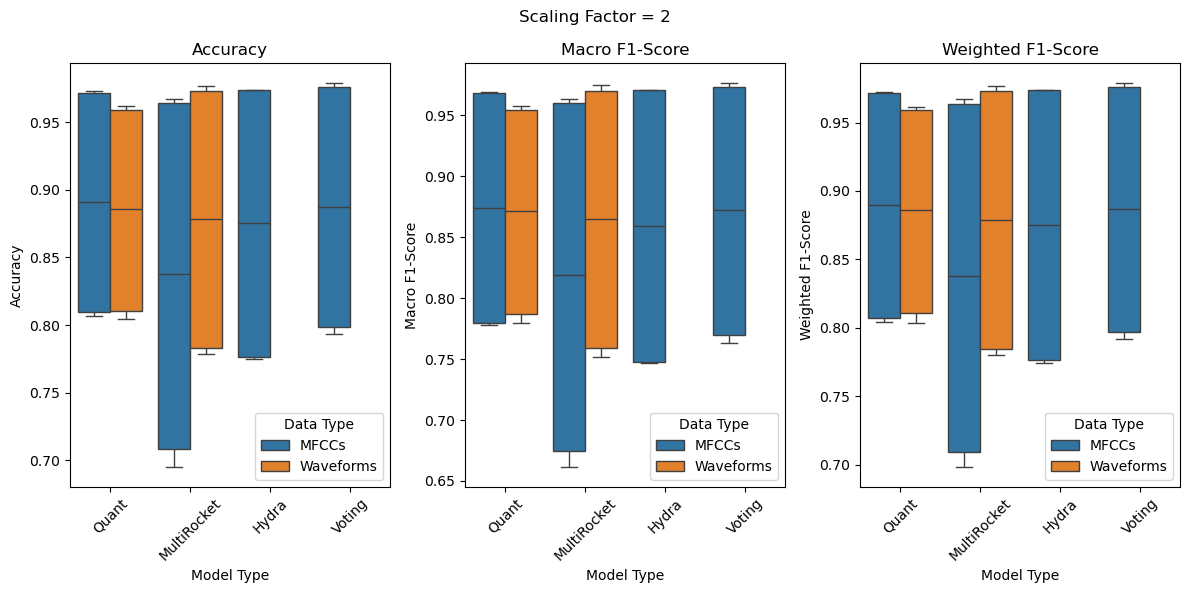 Scaling Factor = 2
Accuracy
Accuracy
0.95
0.90
0.85
0.80
0.75
0.70
Quant
MultiRocket
Hydra
Voting
Model Type
Data Type
MFCCs
Waveforms
Macro F1-Score
Macro F1-Score
0.95
0.90
0.85
0.80
0.75
0.70
0.65
Quant
MultiRocket
Hydra
Voting
Model Type
Data Type
MFCCs
Waveforms
Weighted F1-Score
Weighted F1-Score
0.95
0.90
0.85
0.80
0.75
0.70
Quant
MultiRocket
Hydra
Voting
Model Type
Data Type
MFCCs
Waveforms